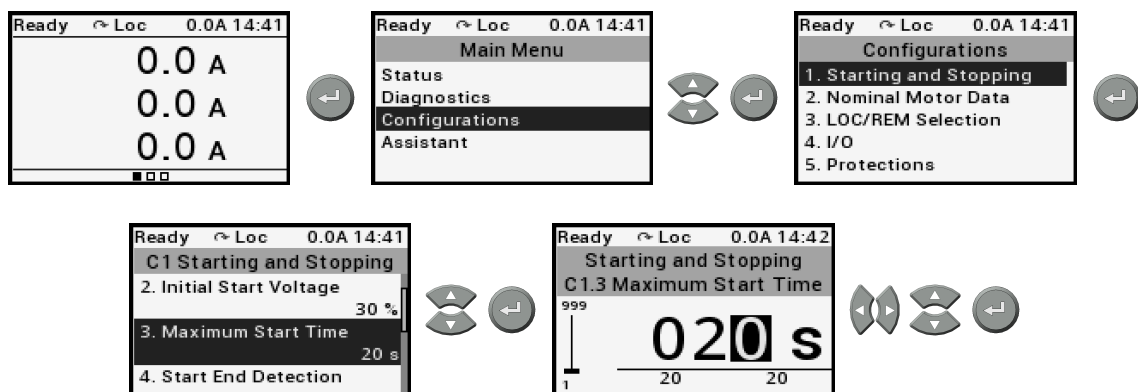 Ready Loc 0.0A 14:41
0.0 A
0.0 A
0.0 A
Ready Loc 0.0A 14:41
Main Menu
Status
Diagnostics
Configurations
Assistant
Ready Loc 0.0A 14:41
Configurations
1. Starting and Stopping
2. Nominal Motor Data
3. LOC/REM Selection
4. I/O
5. Protections
Ready Loc 0.0A 14:41
C1 Starting and Stopping
2. Initial Start Voltage
30 %
3. Maximum Start Time
20 s
4. Start End Detection
Ready Loc 0.0A 14:42
Starting and Stopping
C1.3 Maximum Start Time
999
020 s
1
20 20